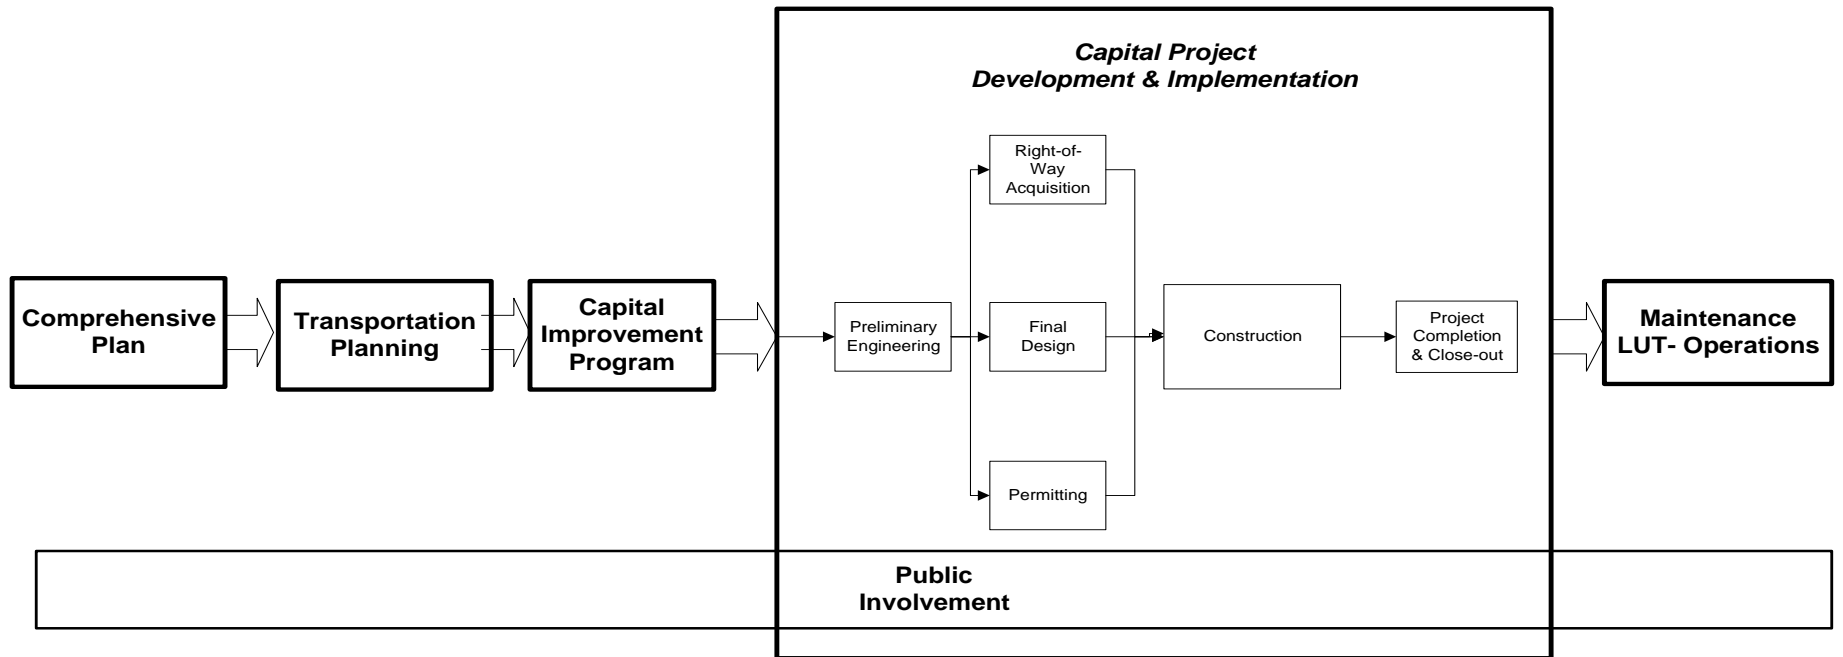 Capital Project
Development & Implementation
Right-of-
Way
Acquisition
Comprehensive
Plan
Transportation
Planning
Capital
Improvement
Program
Preliminary
Engineering
Final
Design
Construction
Project
Completion
& Close-out
Maintenance
LUT- Operations
Permitting
Public
Involvement